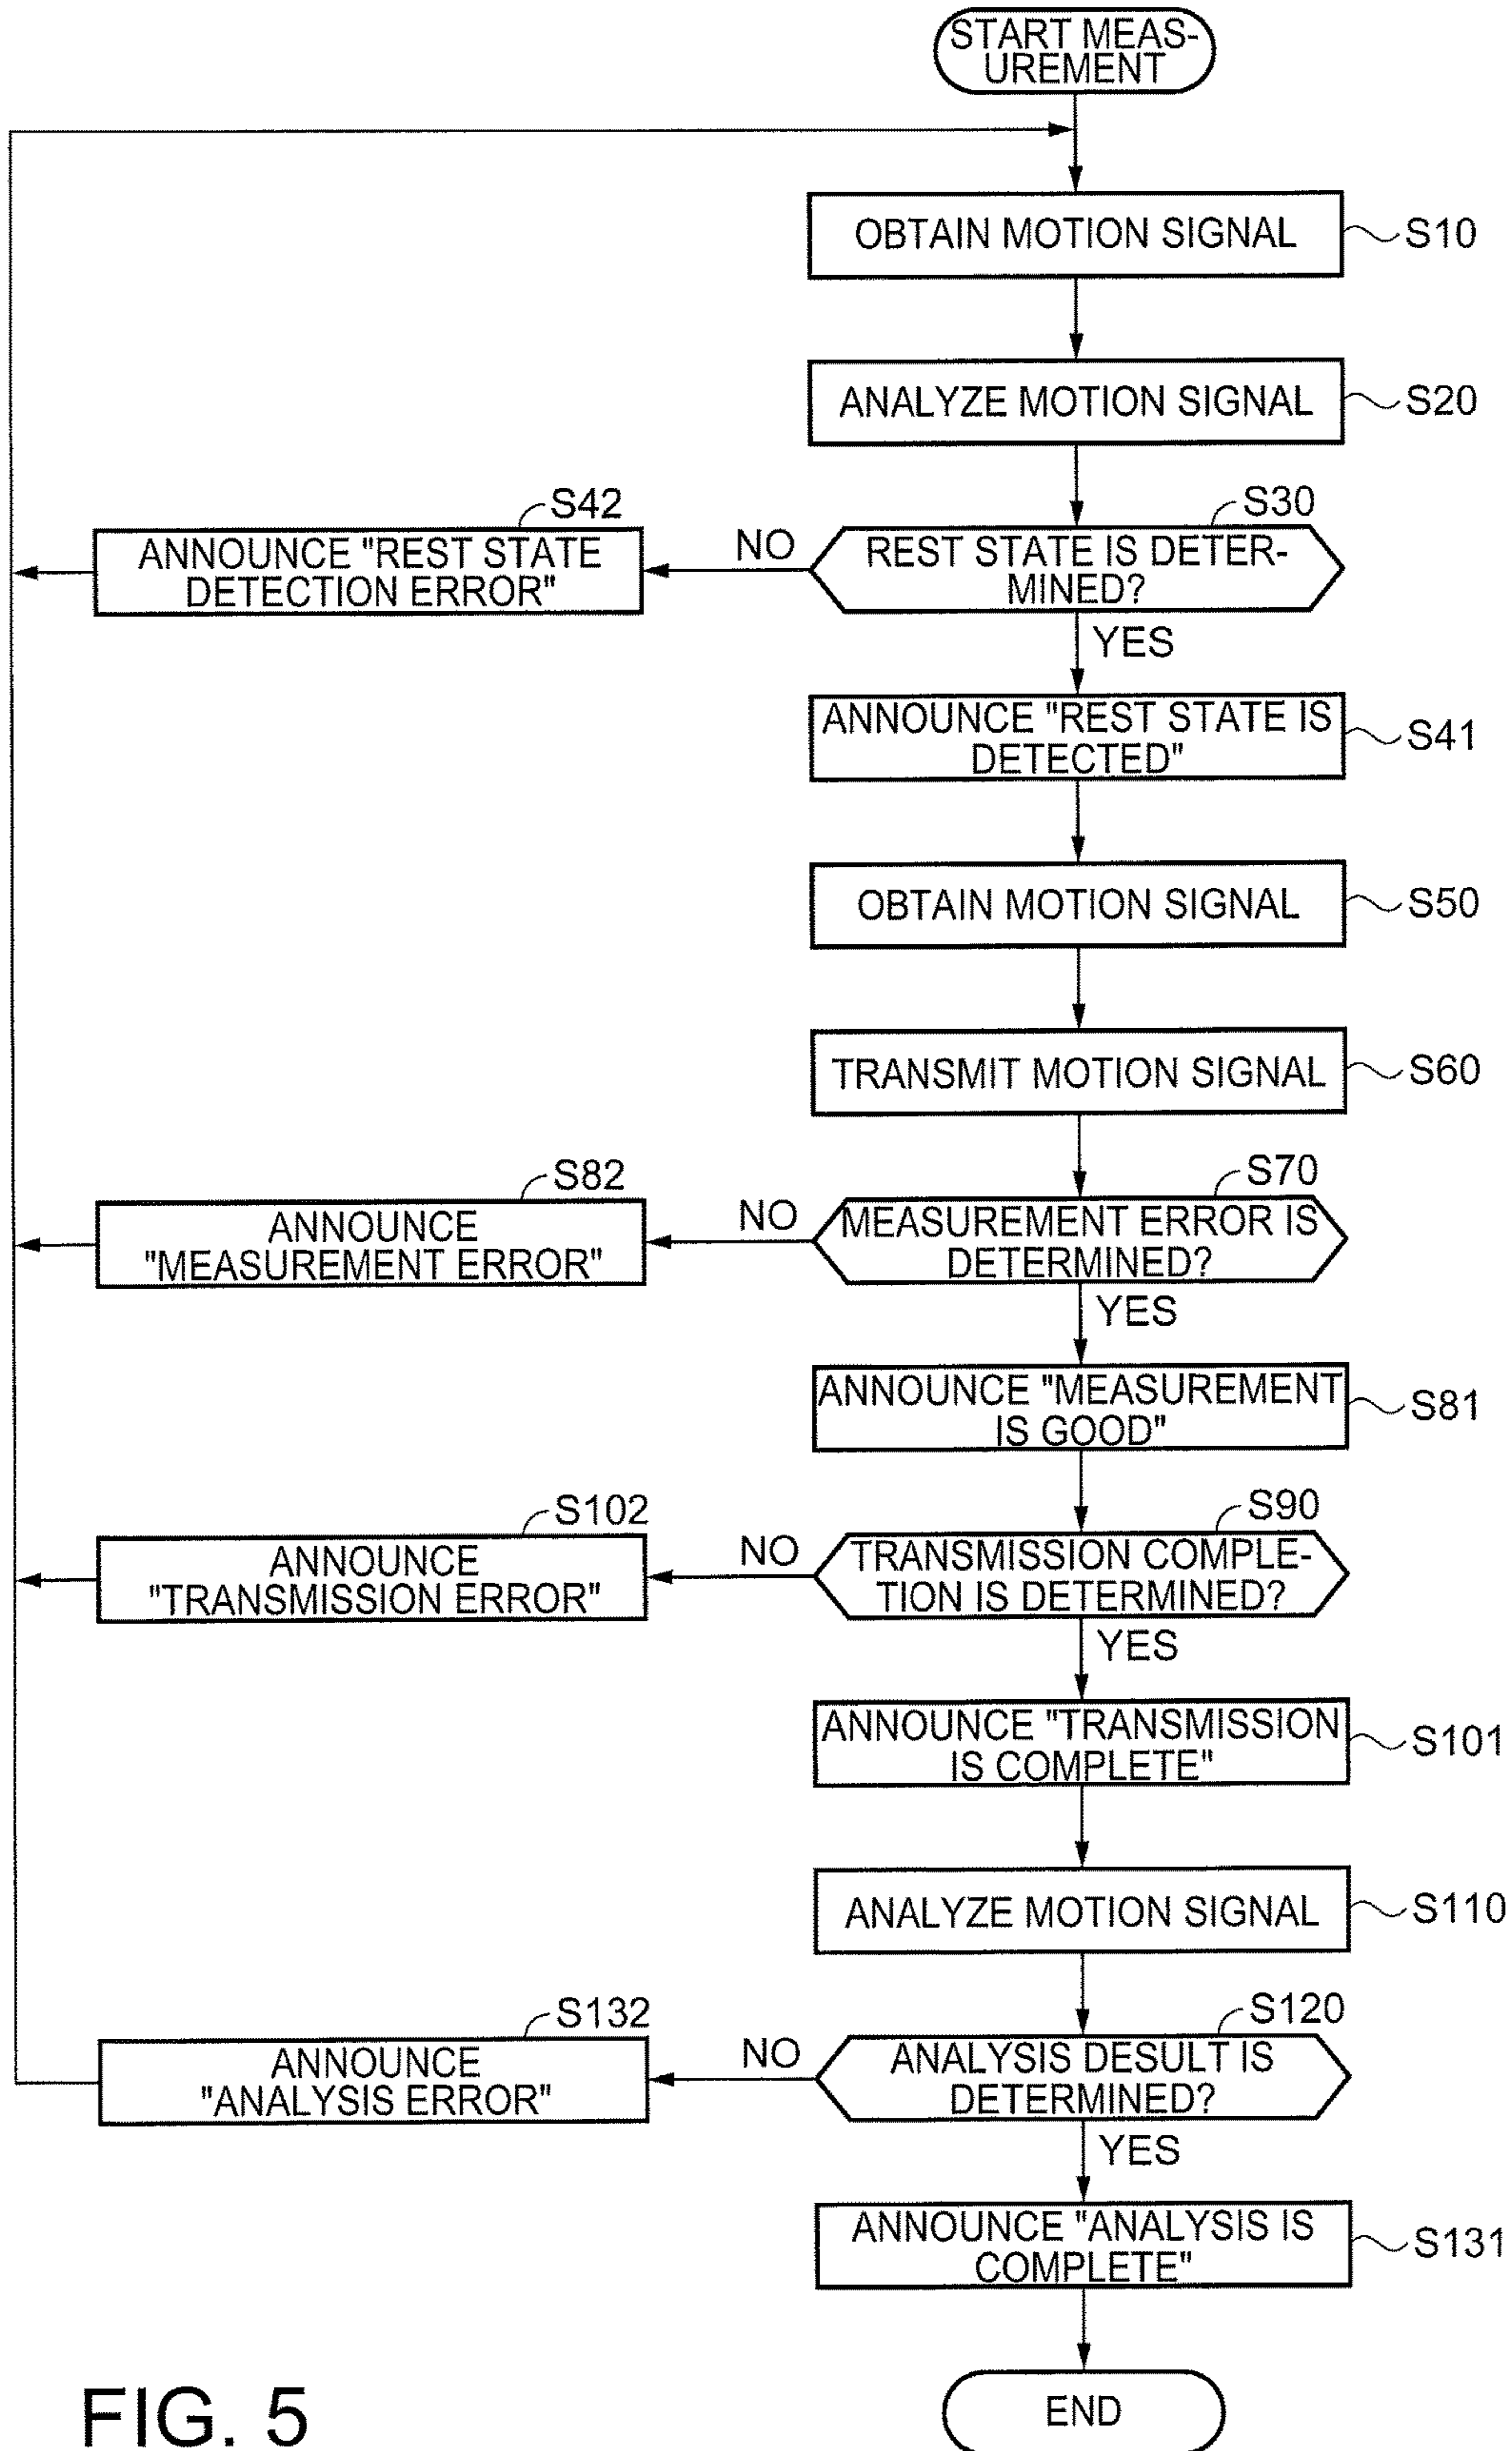 START MEAS-
UREMENT
OBTAIN MOTION SIGNAL
S10
ANALYZE MOTION SIGNAL
S20
S30
REST STATE IS DETER-
MINED?
NO
S42
ANNOUNCE "REST STATE
DETECTION ERROR"
YES
ANNOUNCE "REST STATE IS
DETECTED"
S41
OBTAIN MOTION SIGNAL
S50
TRANSMIT MOTION SIGNAL
S60
S70
MEASUREMENT ERROR IS
DETERMINED?
NO
S82
ANNOUNCE
"MEASUREMENT ERROR"
YES
ANNOUNCE "MEASUREMENT
IS GOOD"
S81
S90
TRANSMISSION COMPLE-
TION IS DETERMINED?
NO
S102
ANNOUNCE
"TRANSMISSION ERROR"
YES
ANNOUNCE "TRANSMISSION
IS COMPLETE"
S101
ANALYZE MOTION SIGNAL
S110
S120
ANALYSIS DESULT IS
DETERMINED?
NO
S132
ANNOUNCE
"ANALYSIS ERROR"
YES
ANNOUNCE "ANALYSIS IS
COMPLETE"
S131
END
FIG. 5